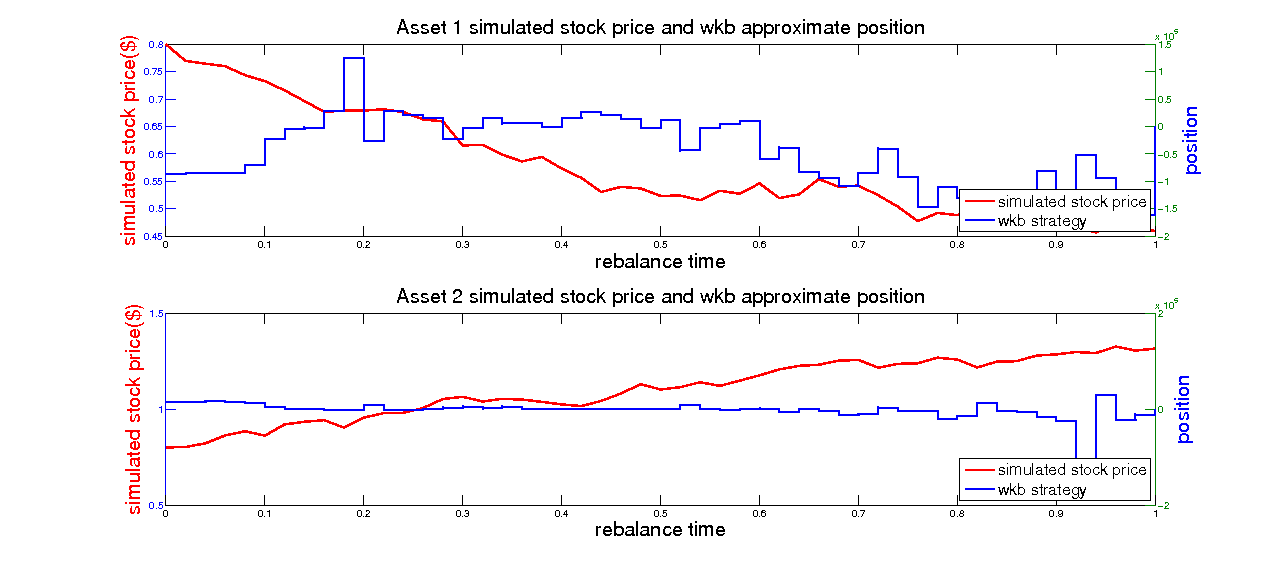 Asset 1 simulated stock price and wkb approximate position
simulated stock price($)
0.8
0.75
0.7
0.65
0.6
0.55
0.5
0.45
0 0.1 0.2 0.3 0.4 0.5 0.6 0.7 0.8 0.9 1
rebalance time
x 10
1.5
1
0.5
0
-0.5
-1
-1.5
-2
position
simulated stock price
wkb strategy
Asset 2 simulated stock price and wkb approximate position
simulated stock price($)
1.5
1
0.5
0 0.1 0.2 0.3 0.4 0.5 0.6 0.7 0.8 0.9 1
rebalance time
x 10
2
0
-2
position
simulated stock price
wkb strategy